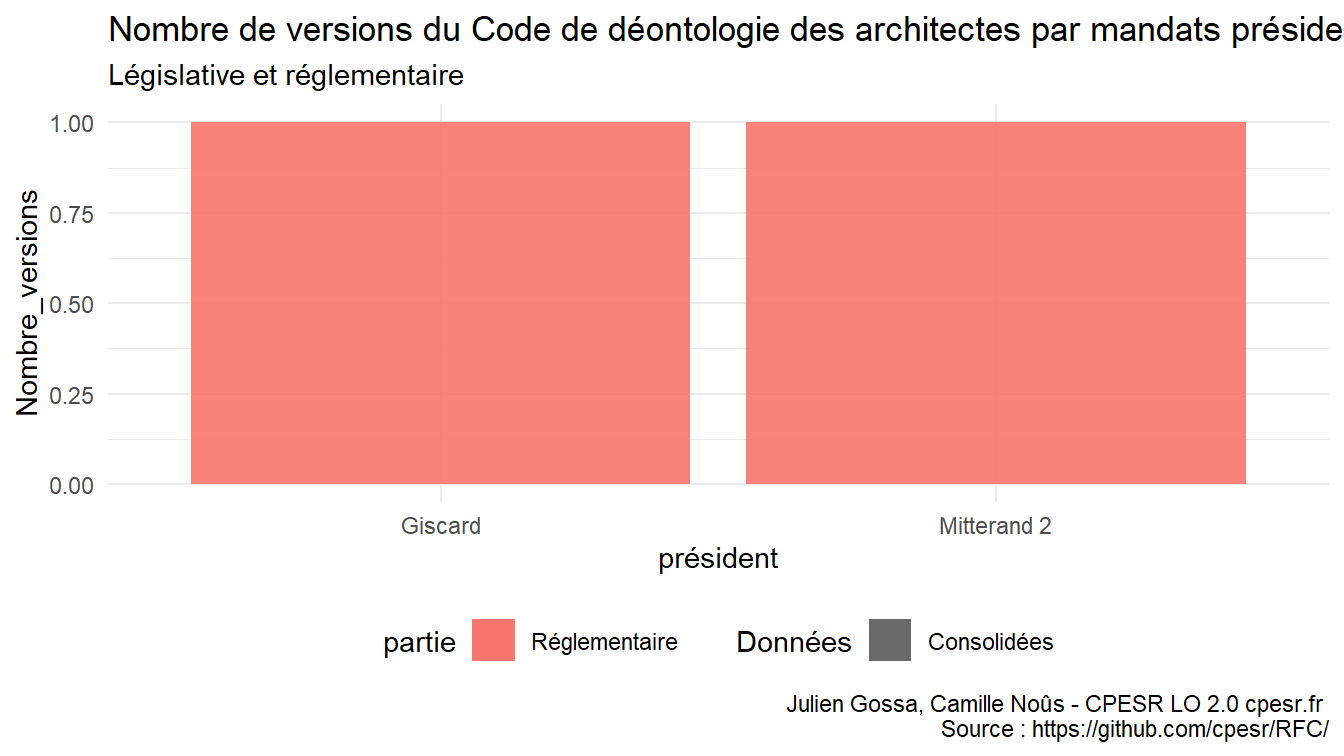 Nombre de versions du Code de déontologie des architectes par mandats préside
Législative et réglementaire
1.00
0.75
0.50
0.25
0.00
Nombre_versions
Giscard Mitterand 2
président
partie Réglementaire Données Consolidées
Julien Gossa, Camille Noûs - CPESR LO 2.0 cpesr.fr
Source : https://github.com/cpesr/RFC/